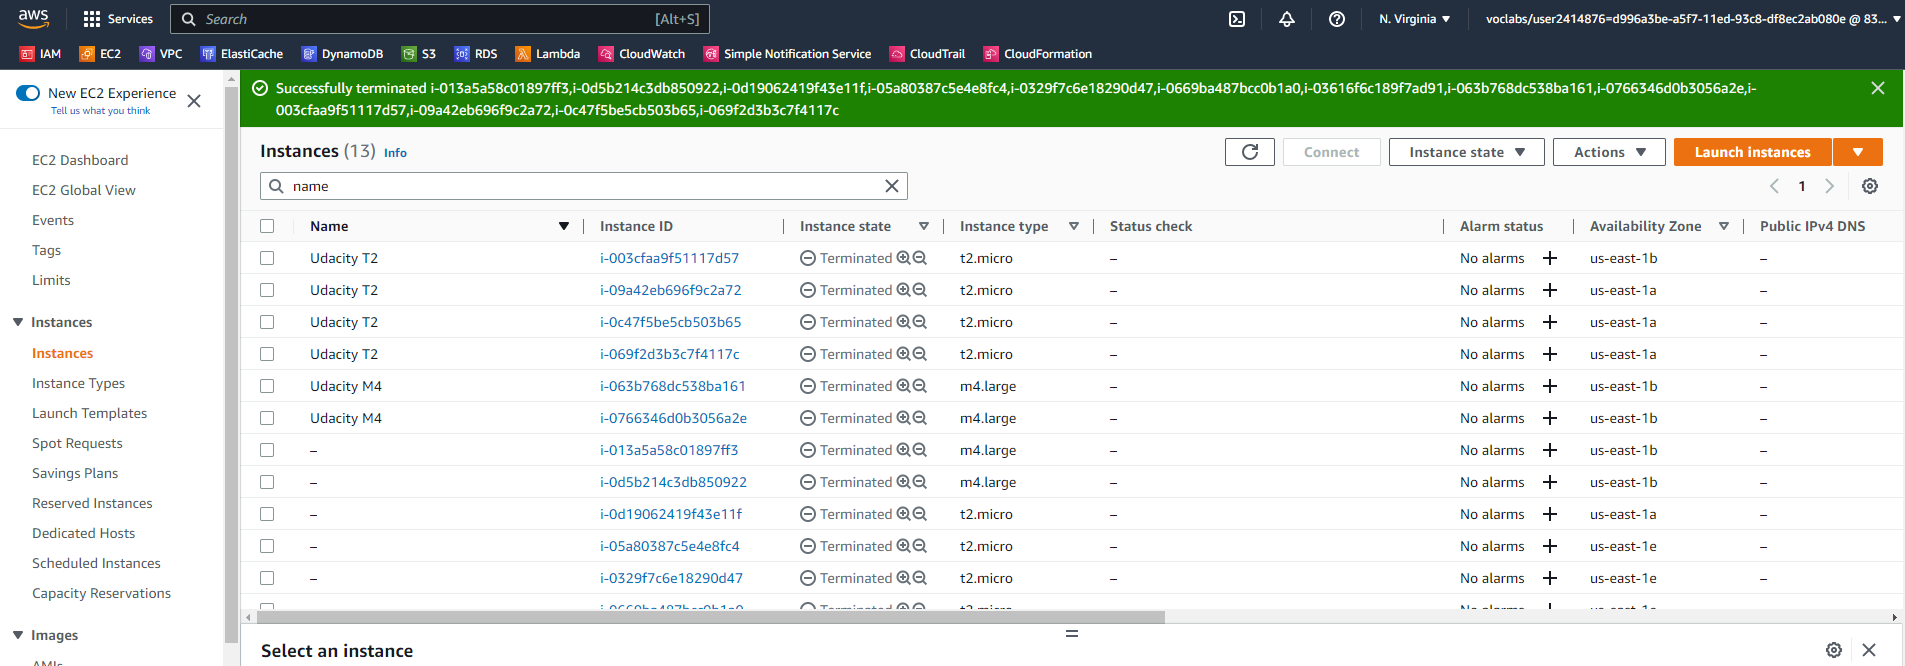 aws
Services
Search [Alt+S]
N. Virginia
voclabs/user2414876=d996a3be-a5f7-11ed-93c8-df8ec2ab080e @ 83...
IAM EC2 VPC ElastiCache DynamoDB S3 RDS Lambda CloudWatch Simple Notification Service CloudTrail CloudFormation
New EC2 Experience
Tell us what you think
EC2 Dashboard
EC2 Global View
Events
Tags
Limits
Instances
Instances
Instance Types
Launch Templates
Spot Requests
Savings Plans
Reserved Instances
Dedicated Hosts
Scheduled Instances
Capacity Reservations
Images
AMIs
Successfully terminated i-013a5a58c01897ff3,i-0d5b214c3db850922,i-0d19062419f43e11f,i-05a80387c5e4e8fc4,i-0329f7c6e18290d47,i-0669ba487bcc0b1a0,i-03616f6c189f7ad91,i-063b768dc538ba161,i-0766346d0b3056a2e,i-
003cfaa9f51117d57,i-09a42eb696f9c2a72,i-0c47f5be5cb503b65,i-069f2d3b3c7f4117c
Instances (13) Info
Connect
Instance state
Actions
Launch instances
name
1
Name Instance ID Instance state Instance type Status check Alarm status Availability Zone Public IPv4 DNS
Udacity T2 i-003cfaa9f51117d57 Terminated t2.micro – No alarms + us-east-1b –
Udacity T2 i-09a42eb696f9c2a72 Terminated t2.micro – No alarms + us-east-1a –
Udacity T2 i-0c47f5be5cb503b65 Terminated t2.micro – No alarms + us-east-1a –
Udacity T2 i-069f2d3b3c7f4117c Terminated t2.micro – No alarms + us-east-1a –
Udacity M4 i-063b768dc538ba161 Terminated m4.large – No alarms + us-east-1b –
Udacity M4 i-0766346d0b3056a2e Terminated m4.large – No alarms + us-east-1b –
– i-013a5a58c01897ff3 Terminated m4.large – No alarms + us-east-1b –
– i-0d5b214c3db850922 Terminated m4.large – No alarms + us-east-1b –
– i-0d19062419f43e11f Terminated t2.micro – No alarms + us-east-1a –
– i-05a80387c5e4e8fc4 Terminated t2.micro – No alarms + us-east-1e –
– i-0329f7c6e18290d47 Terminated t2.micro – No alarms + us-east-1e –
i-0669ba487bcc0b1a0 Terminated t2.micro No alarms
Select an instance